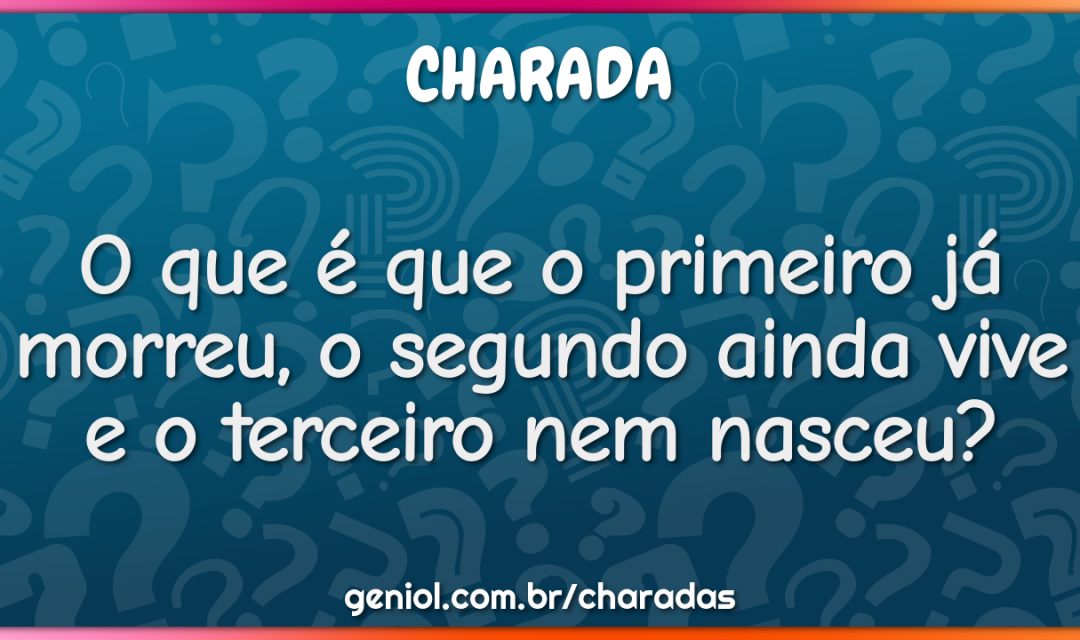 CHARADA
O que é que o primeiro já
morreu, o segundo ainda vive
e o terceiro nem nasceu?
geniol.com.br/charadas